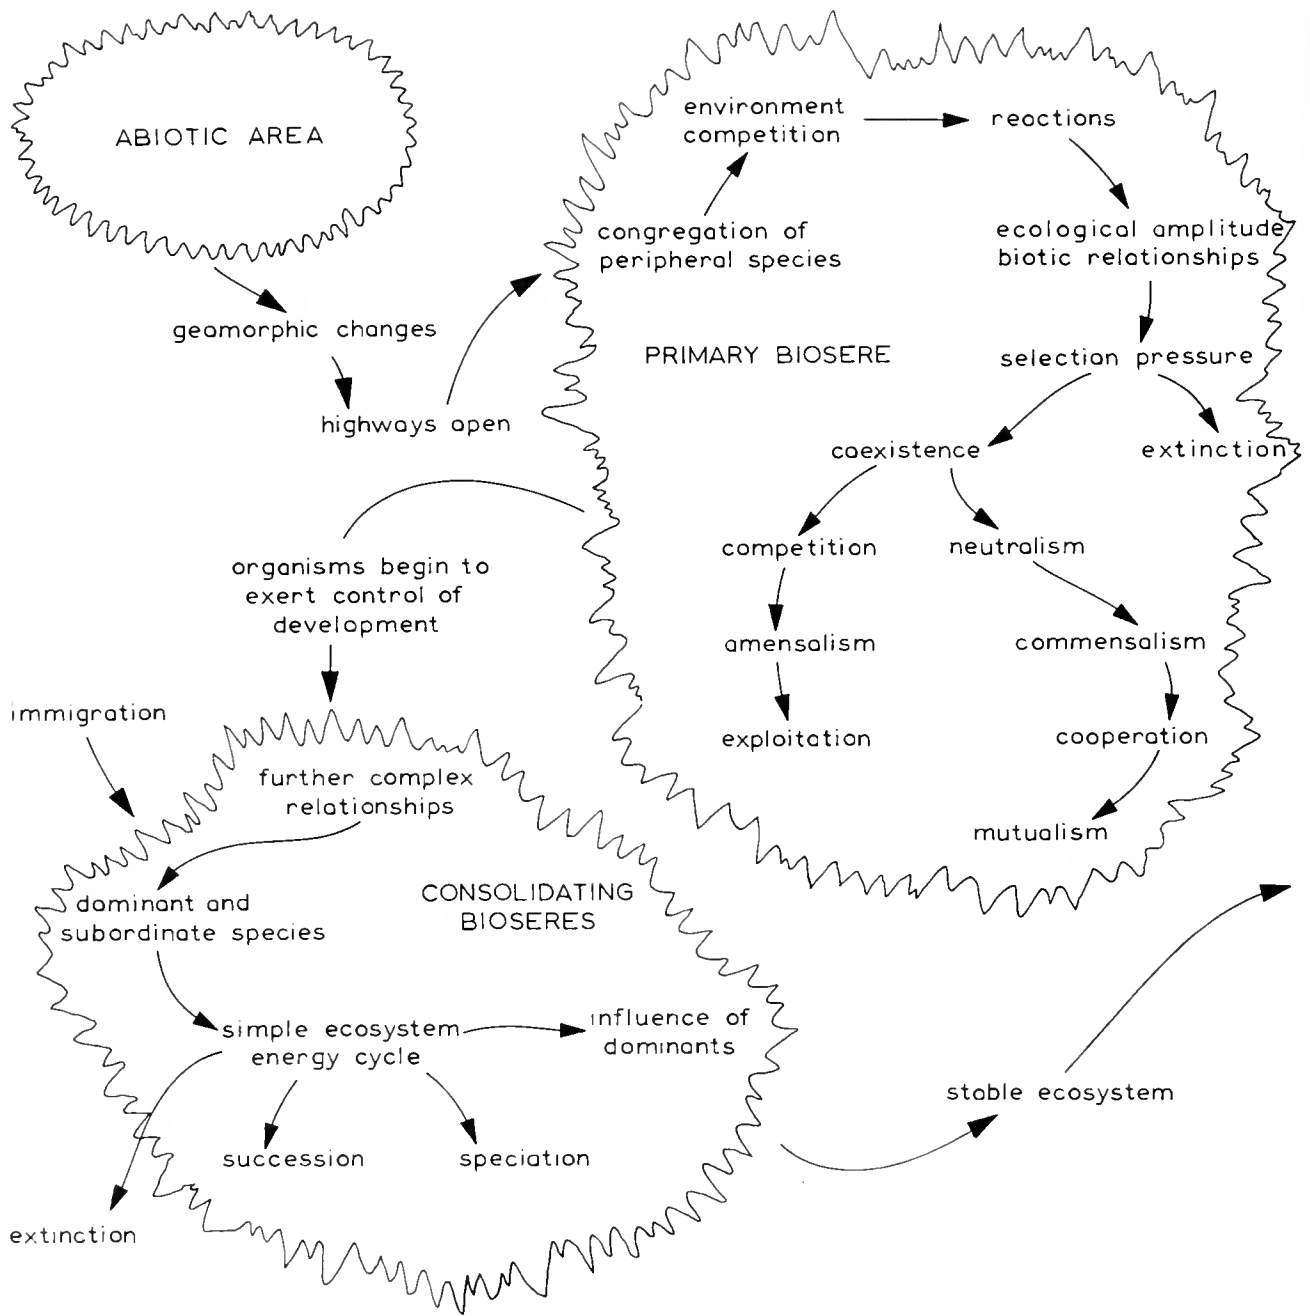 ABIOTIC AREA
geomorphic changes
highways open
environment
competition
reactions
congregation of
peripheral species
ecological amplitude
biotic relationships
PRIMARY BIOSERE
selection pressure
coexistence
extinction
competition
neutralism
amensalism
commensalism
exploitation
cooperation
mutualism
organisms begin to
exert control of
development
immigration
further complex
relationships
CONSOLIDATING
BIOSERES
dominant and
subordinate species
simple ecosystem
energy cycle
influence of
dominants
succession
speciation
extinction
stable ecosystem